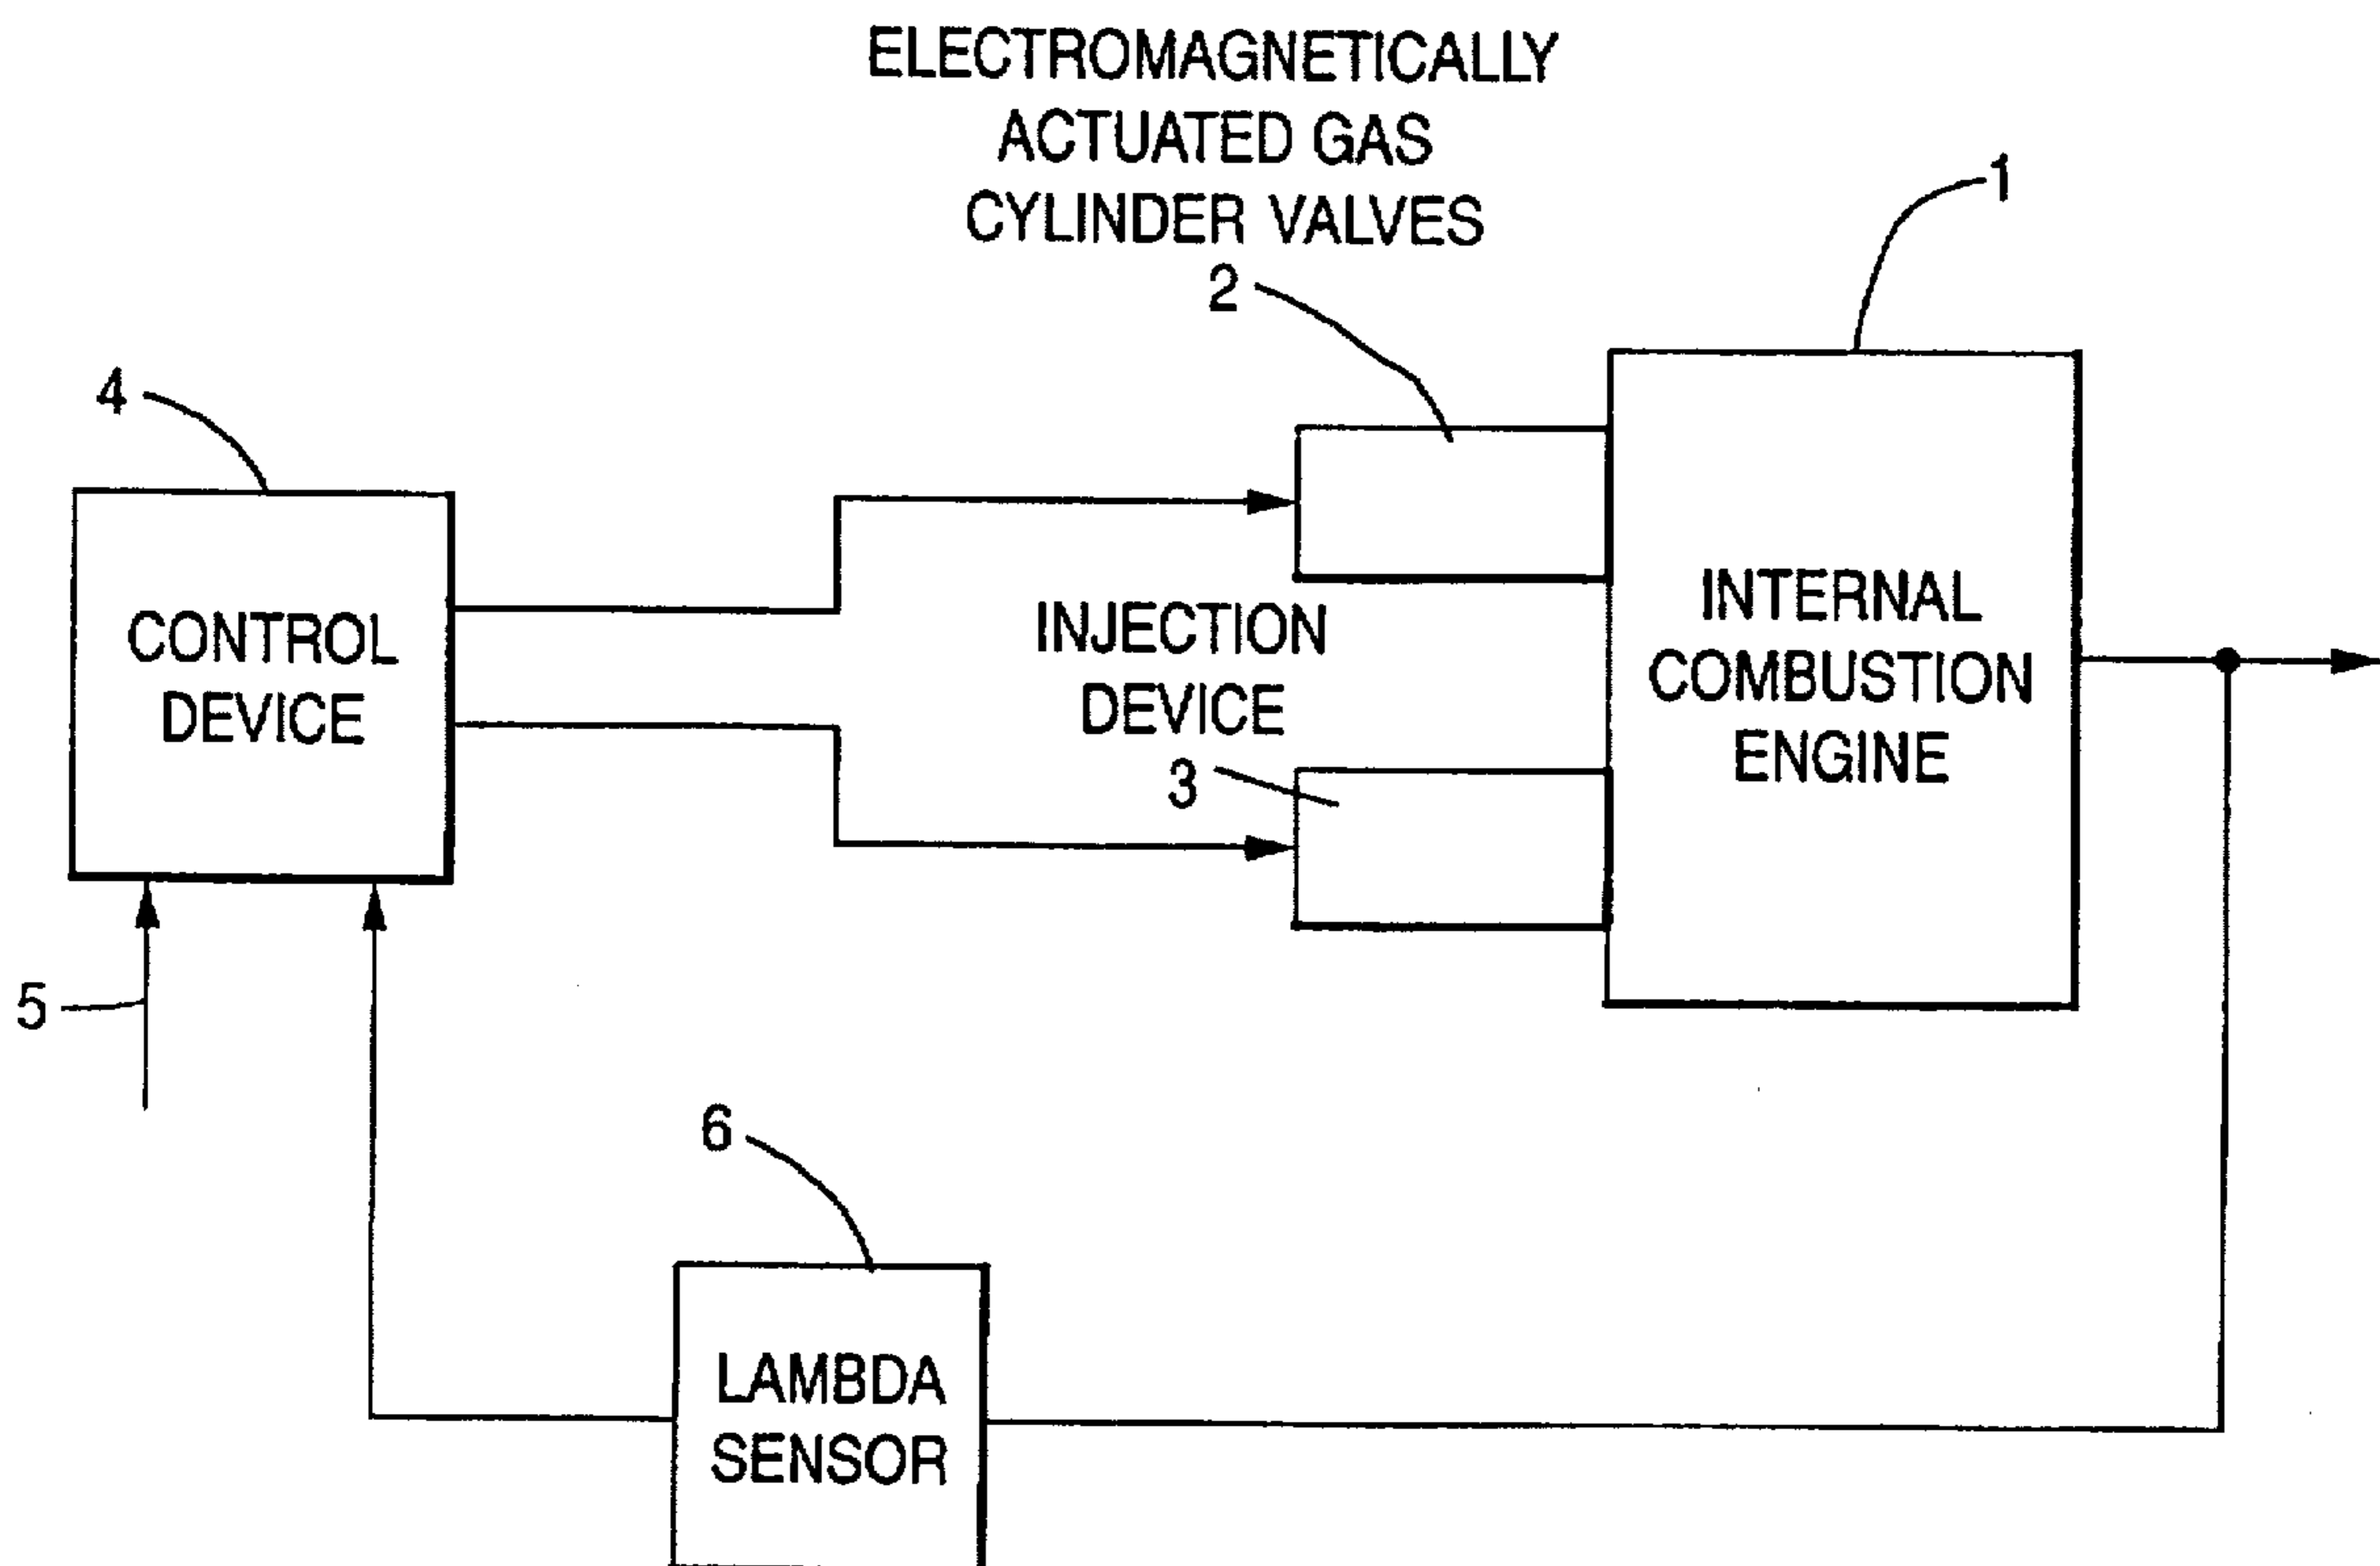 ELECTROMAGNETICALLY
ACTUATED GAS
CYLINDER VALVES
2
1
4
CONTROL
DEVICE
INJECTION
DEVICE
3
INTERNAL
COMBUSTION
ENGINE
5
6
LAMBDA
SENSOR